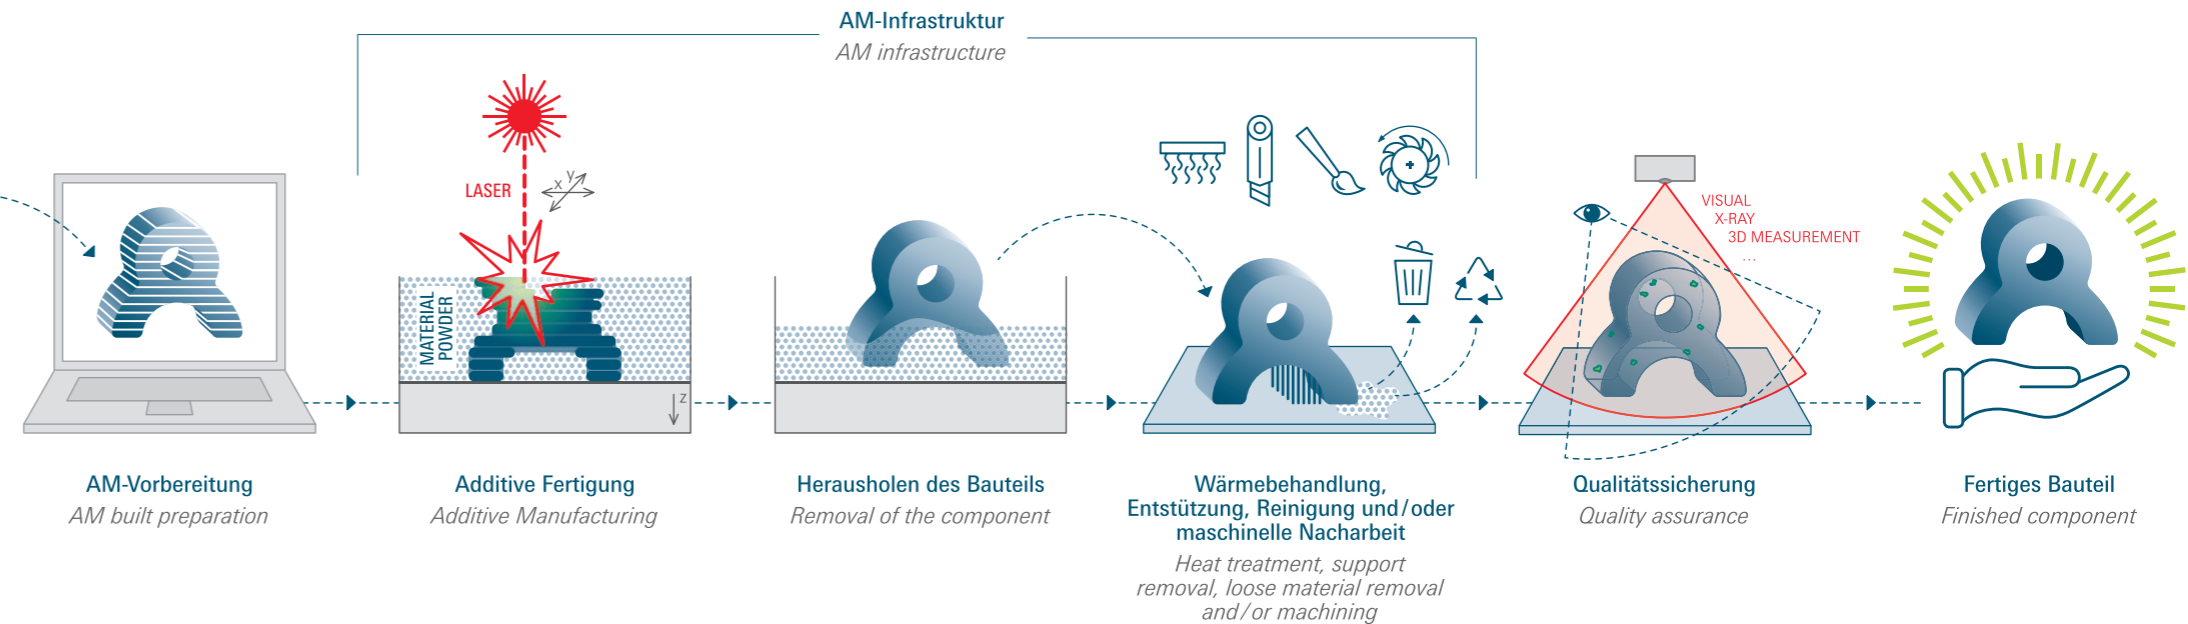 AM-Infrastruktur
AM infrastructure
LASER
x
y
MATERIAL
POWDER
z
VISUAL
X-RAY
3D MEASUREMENT
...
AM-Vorbereitung
AM built preparation
Additive Fertigung
Additive Manufacturing
Herausholen des Bauteils
Removal of the component
Wärmebehandlung,
Entstützung, Reinigung und/oder
maschinelle Nacharbeit
Heat treatment, support
removal, loose material removal
and/or machining
Qualitätssicherung
Quality assurance
Fertiges Bauteil
Finished component